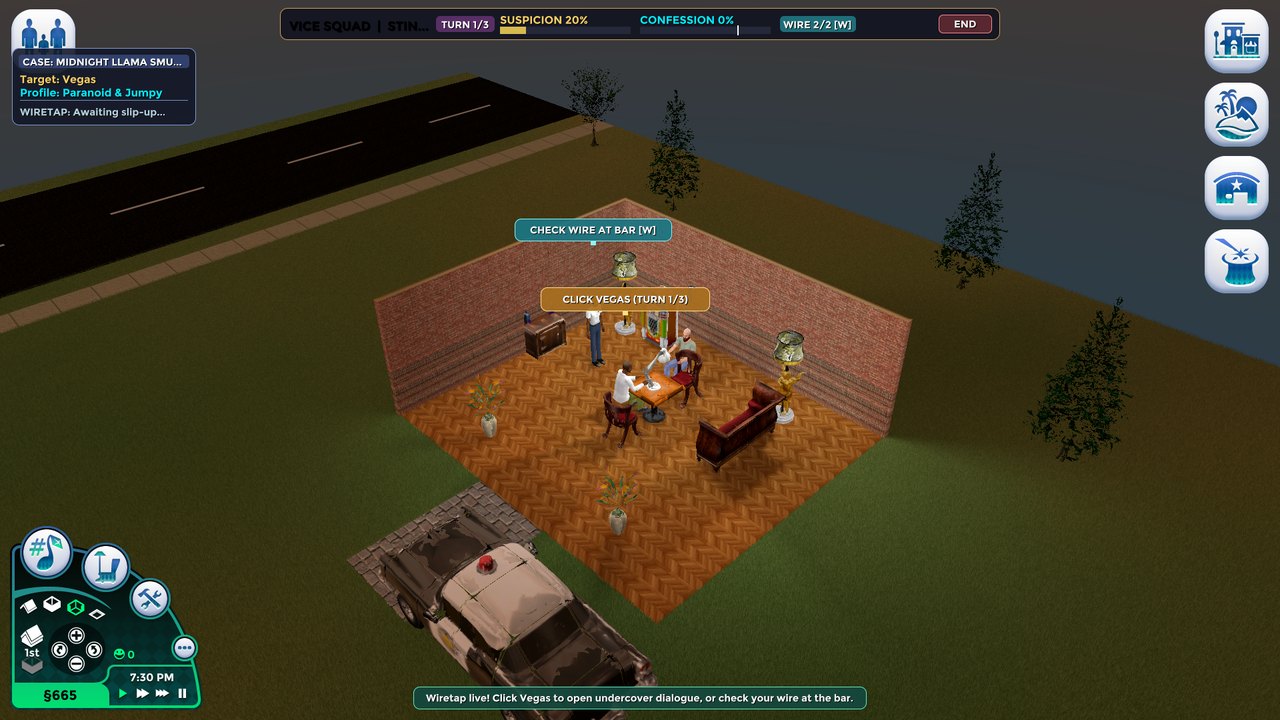 VICE SQUAD | STIN...
TURN 1/3
SUSPICION 20%
CONFESSION 0%
WIRE 2/2 [W]
END
CASE: MIDNIGHT LLAMA SMU...
Target: Vegas
Profile: Paranoid & Jumpy
WIRETAP: Awaiting slip-up...
CHECK WIRE AT BAR [W]
CLICK VEGAS (TURN 1/3)
#
1st
0
7:30 PM
§665
Wiretap live! Click Vegas to open undercover dialogue, or check your wire at the bar.